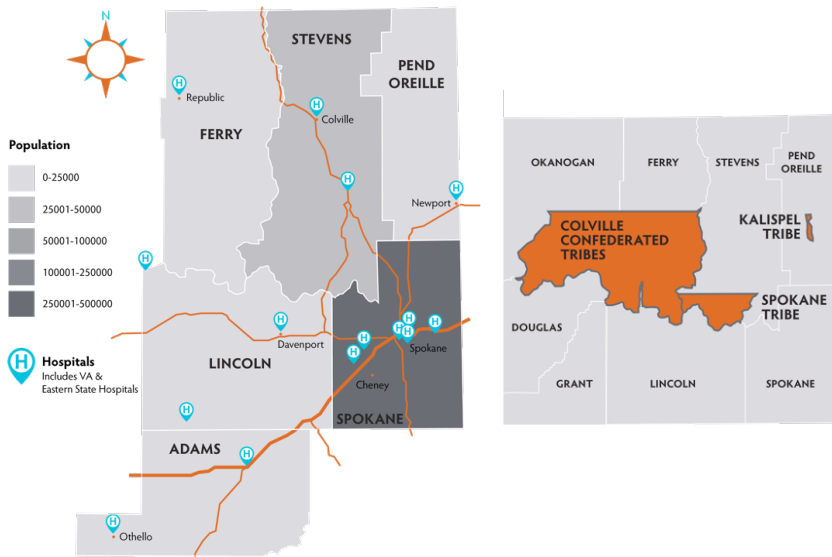 STEVENS
PEND
OREILLE
H
Republic
H
Colville
FERRY
Population
0-25000
25001-50000
50001-100000
100001-250000
250001-500000
H
H
Newport
H
H
Davenport
H
H
H
H
H
H
Spokane
H
Hospitals
Includes VA &
Eastern State Hospitals
LINCOLN
Cheney
H
SPOKANE
ADAMS
H
H
Othello
OKANOGAN
FERRY
STEVENS
PEND
OREILLE
COLVILLE
CONFEDERATED
TRIBES
KALISPEL
TRIBE
SPOKANE
TRIBE
DOUGLAS
GRANT
LINCOLN
SPOKANE